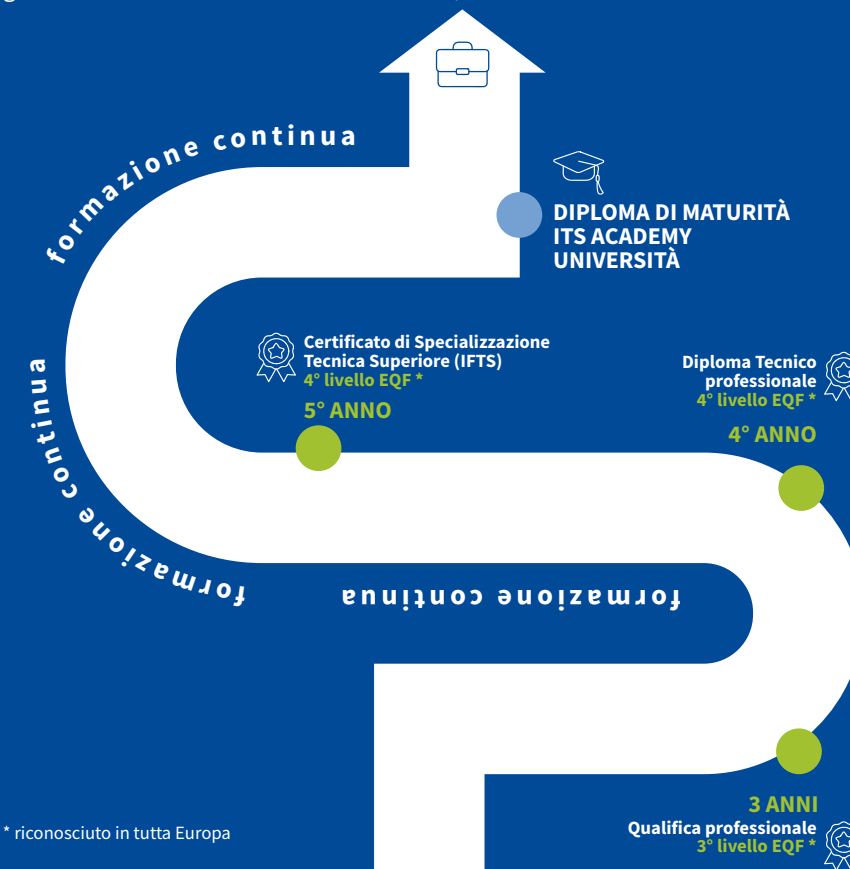 formazione continua
DIPLOMA DI MATURITÀ
ITS ACADEMY
UNIVERSITÀ
Certificato di Specializzazione
Tecnica Superiore (IFTS)
4° livello EQF *
5° ANNO
Diploma Tecnico
professionale
4° livello EQF *
4° ANNO
formazione continua
formazione continua
3 ANNI
Qualifica professionale
3° livello EQF *
* riconosciuto in tutta Europa